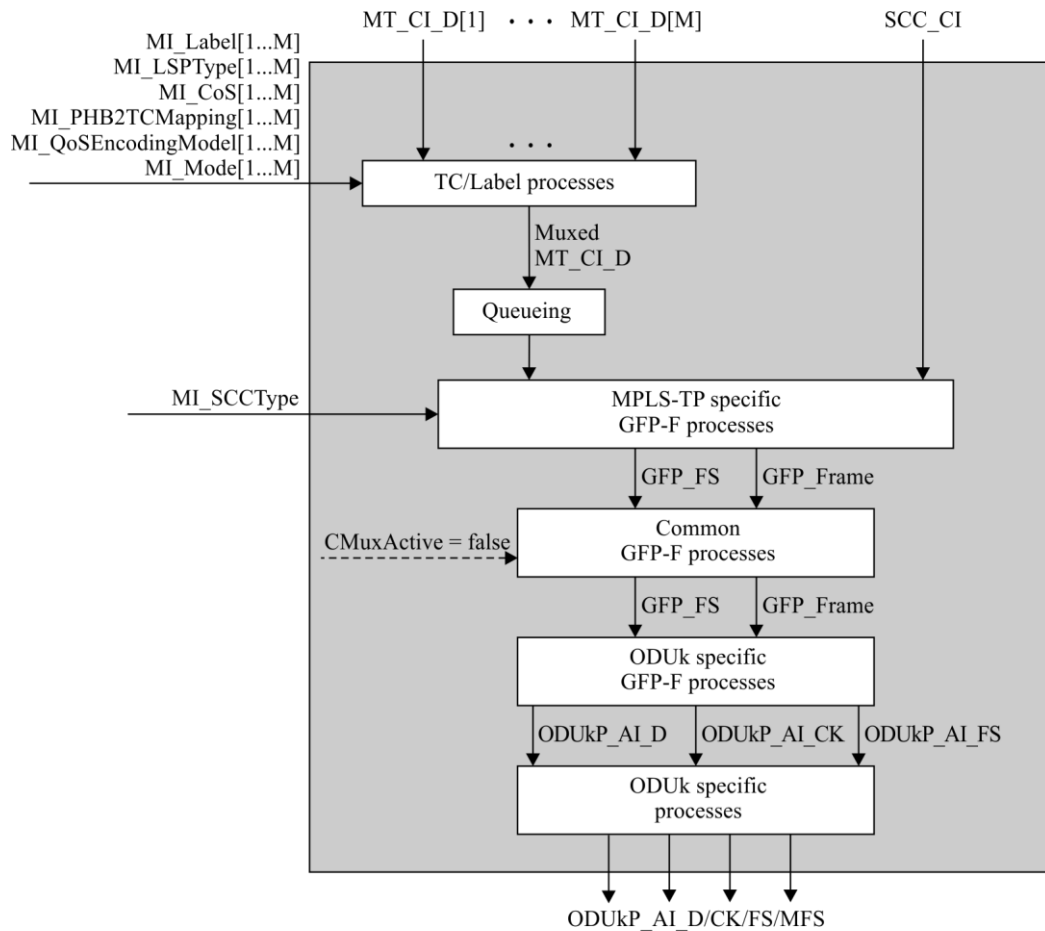 MT_CI_D[1] · · · MT_CI_D[M] SCC_CI
MI_Label[1...M]
MI_LSPType[1...M]
MI_CoS[1...M]
MI_PHB2TCMapping[1...M]
MI_QoSEncodingModel[1...M]
MI_Mode[1...M]
· · ·
TC/Label processes
Muxed
MT_CI_D
Queueing
MI_SCCType
MPLS-TP specific
GFP-F processes
GFP_FS GFP_Frame
CMuxActive = false
Common
GFP-F processes
GFP_FS GFP_Frame
ODUk specific
GFP-F processes
ODUkP_AI_D ODUkP_AI_CK ODUkP_AI_FS
ODUk specific
processes
ODUkP_AI_D/CK/FS/MFS